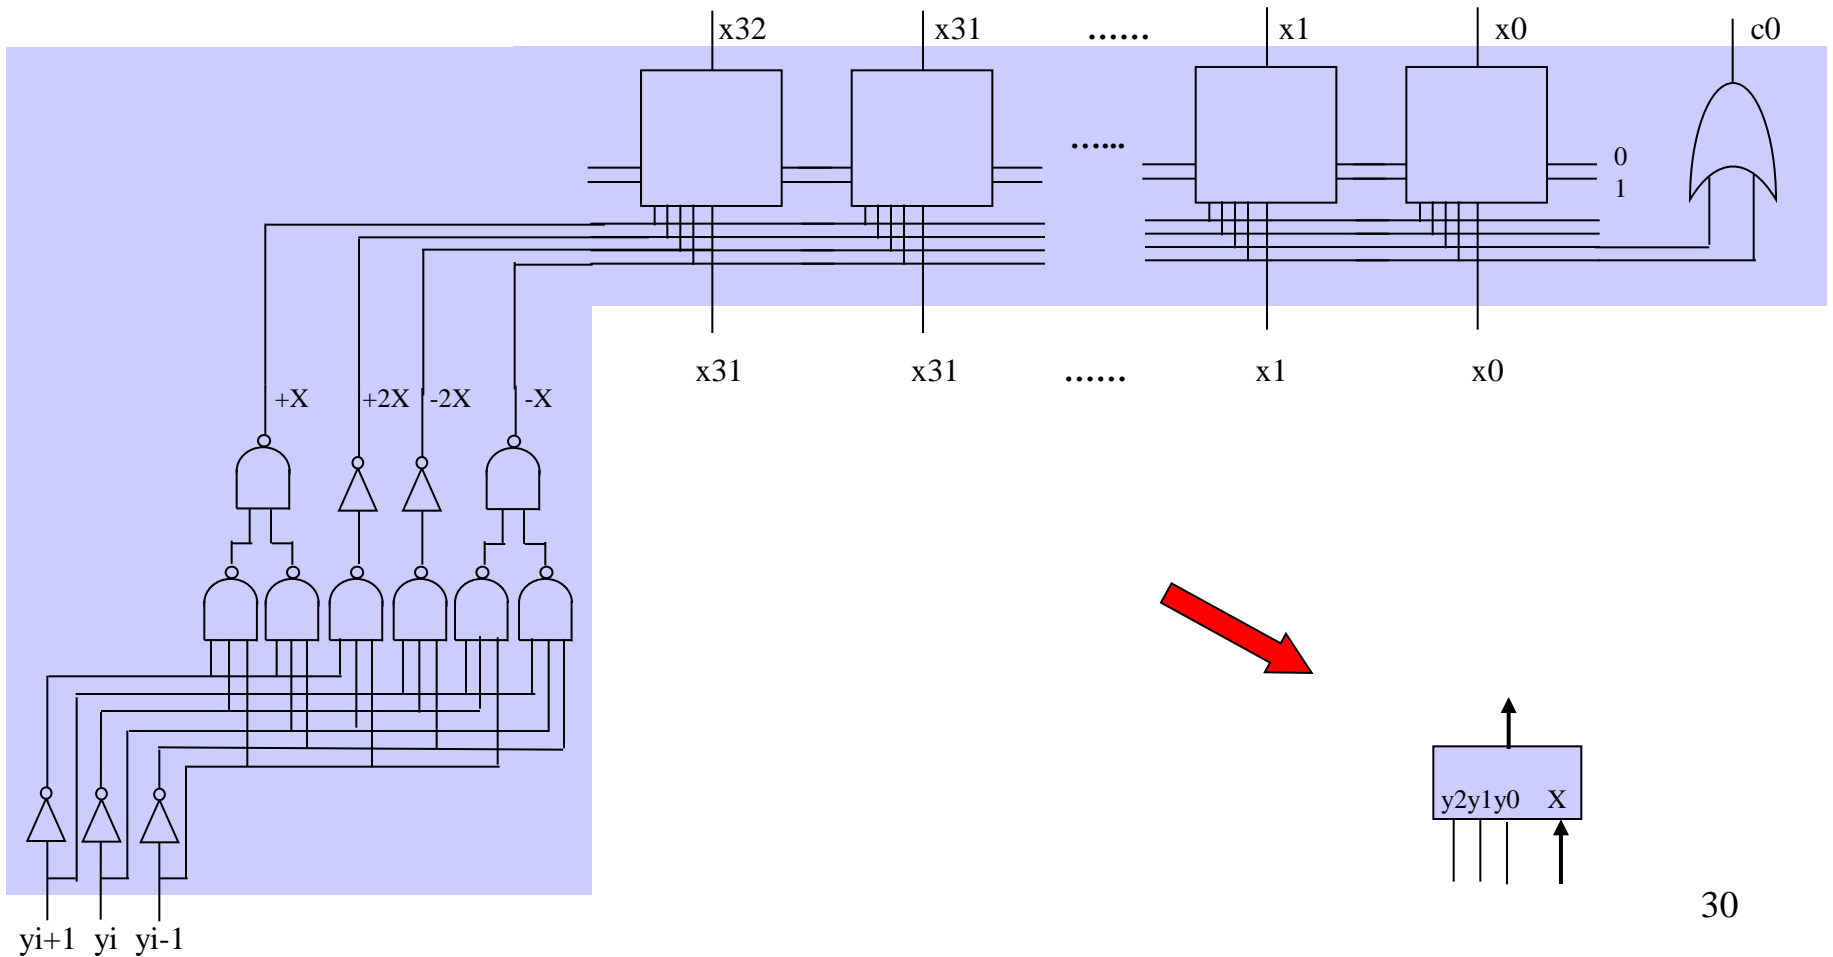 x32 x31 ...... x1 x0 c0
...... 0
1
x31 x31 ...... x1 x0
+X +2X -2X -X
y2y1y0 X
30
yi+1 yi yi-1